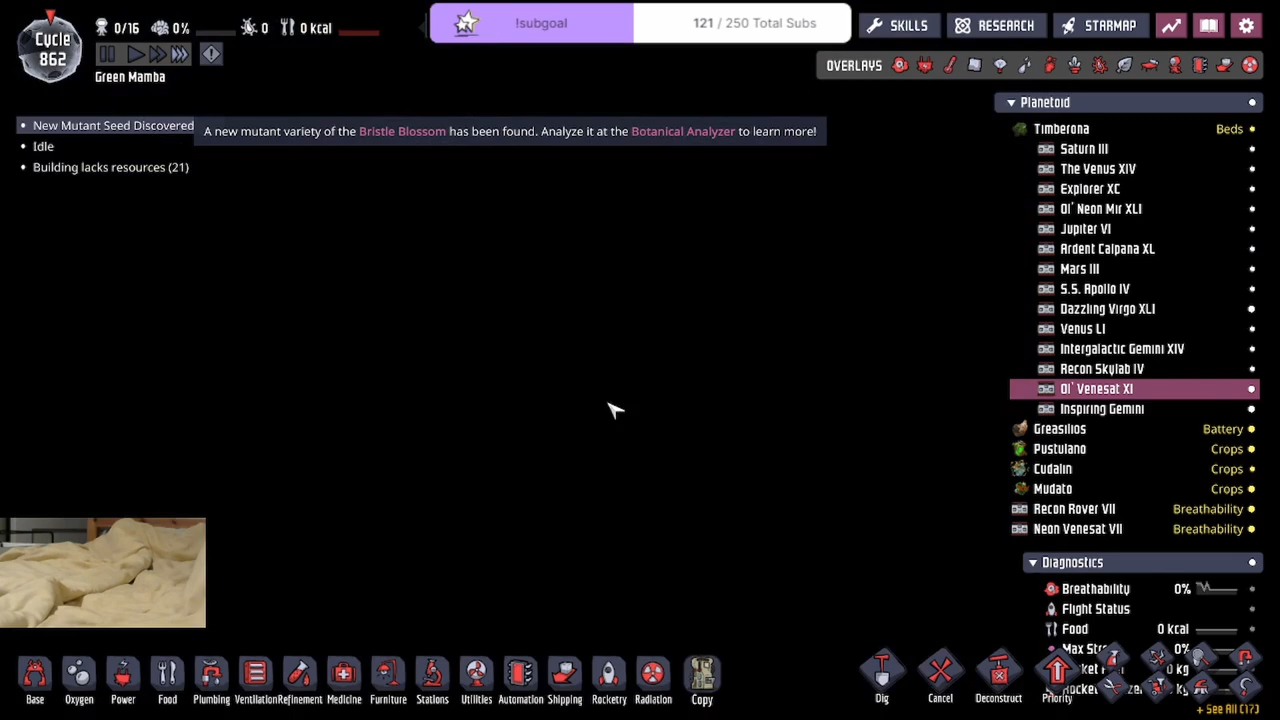 Cycle
862
0/16
0%
0
0 kcal
Green Mamba
!subgoal
121 / 250 Total Subs
SKILLS
RESEARCH
STARMAP
OVERLAYS
• New Mutant Seed Discovered
A new mutant variety of the Bristle Blossom has been found. Analyze it at the Botanical Analyzer to learn more!
• Idle
• Building lacks resources (21)
Planetoid
Timberona Beds
Saturn III
The Venus XIV
Explorer XC
Ol' Neon Mir XLI
Jupiter VI
Ardent Calpana XL
Mars III
S.S. Apollo IV
Dazzling Virgo XLI
Venus LI
Intergalactic Gemini XIV
Recon Skylab IV
Ol' Venesat XI
Inspiring Gemini
Greasilios Battery
Pustulano Crops
Cudalin Crops
Mudato Crops
Recon Rover VII Breathability
Neon Venesat VII Breathability
Diagnostics
Breathability 0%
Flight Status
Food 0 kcal
Max Stre
+ See All (17)
Base
Oxygen
Power
Food
Plumbing
Ventilation
Refinement
Medicine
Furniture
Stations
Utilities
Automation
Shipping
Rocketry
Radiation
Copy
Dig
Cancel
Deconstruct
Priority